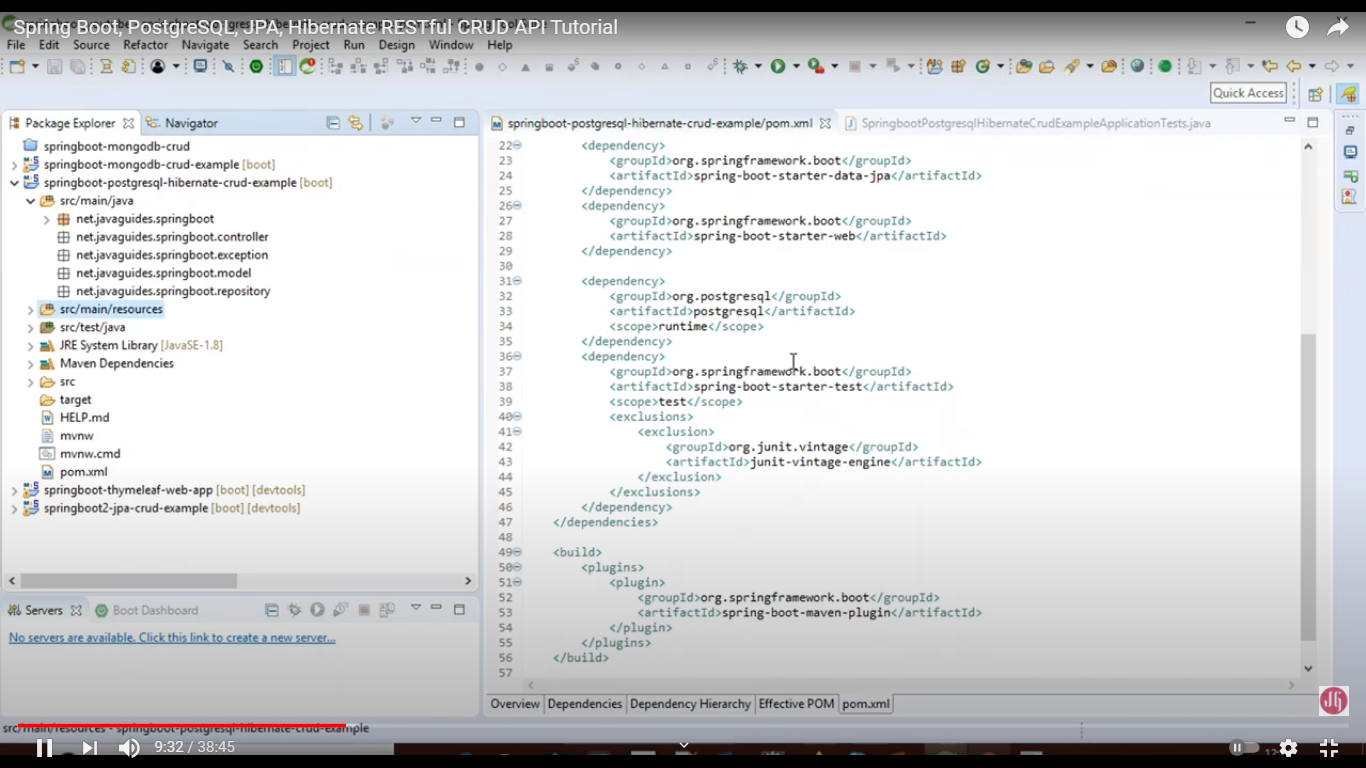 Spring Boot, PostgreSQL, JPA, Hibernate RESTful CRUD API Tutorial
File Edit Source Refactor Navigate Search Project Run Design Window Help
Quick Access
Package Explorer Navigator
springboot-mongodb-crud
springboot-mongodb-crud-example [boot]
springboot-postgresql-hibernate-crud-example [boot]
src/main/java
net.javaguides.springboot
net.javaguides.springboot.controller
net.javaguides.springboot.exception
net.javaguides.springboot.model
net.javaguides.springboot.repository
src/main/resources
src/test/java
JRE System Library [JavaSE-1.8]
Maven Dependencies
src
target
HELP.md
mvnw
mvnw.cmd
pom.xml
springboot-thymeleaf-web-app [boot] [devtools]
springboot2-jpa-crud-example [boot] [devtools]
Servers Boot Dashboard
No servers are available. Click this link to create a new server...
springboot-postgresql-hibernate-crud-example/pom.xml SpringbootPostgresqlHibernateCrudExampleApplicationTests.java
22 <dependency>
23 <groupId>org.springframework.boot</groupId>
24 <artifactId>spring-boot-starter-data-jpa</artifactId>
25 </dependency>
26 <dependency>
27 <groupId>org.springframework.boot</groupId>
28 <artifactId>spring-boot-starter-web</artifactId>
29 </dependency>
30
31 <dependency>
32 <groupId>org.postgresql</groupId>
33 <artifactId>postgresql</artifactId>
34 <scope>runtime</scope>
35 </dependency>
36 <dependency>
37 <groupId>org.springframework.boot</groupId>
38 <artifactId>spring-boot-starter-test</artifactId>
39 <scope>test</scope>
40 <exclusions>
41 <exclusion>
42 <groupId>org.junit.vintage</groupId>
43 <artifactId>junit-vintage-engine</artifactId>
44 </exclusion>
45 </exclusions>
46 </dependency>
47 </dependencies>
48
49 <build>
50 <plugins>
51 <plugin>
52 <groupId>org.springframework.boot</groupId>
53 <artifactId>spring-boot-maven-plugin</artifactId>
54 </plugin>
55 </plugins>
56 </build>
57
Overview Dependencies Dependency Hierarchy Effective POM pom.xml
src/main/resources - springboot-postgresql-hibernate-crud-example
9:32 / 38:45